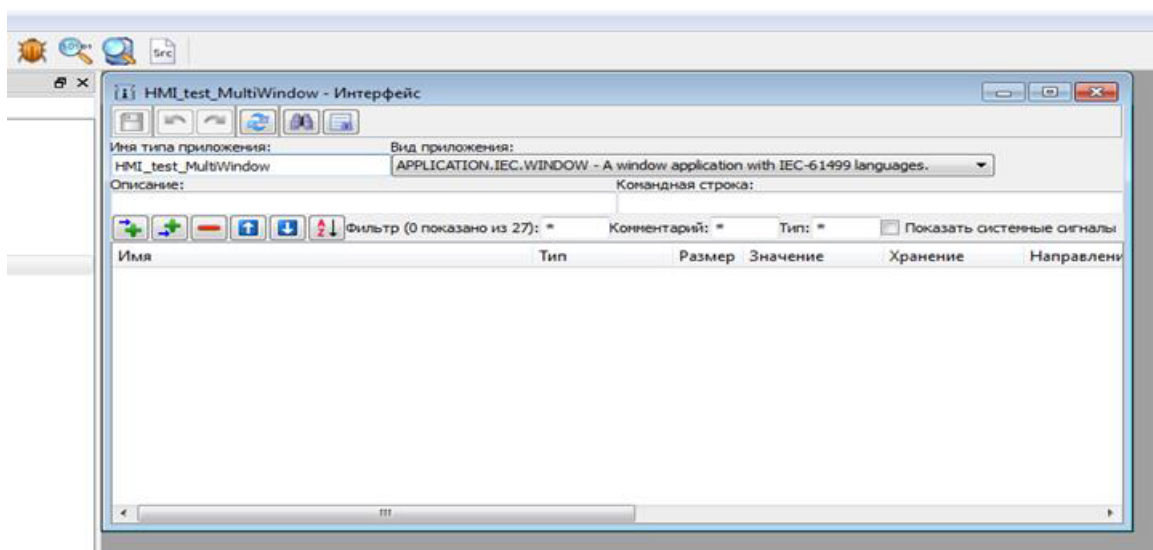 Src
HMI_test_MultiWindow - Интерфейс
Имя типа приложения: Вид приложения:
HMI_test_MultiWindow APPLICATION.IEC.WINDOW - A window application with IEC-61499 languages.
Описание: Командная строка:
Фильтр (0 показано из 27): * Комментарий: * Тип: * Показать системные сигналы
Имя Тип Размер Значение Хранение Направлени